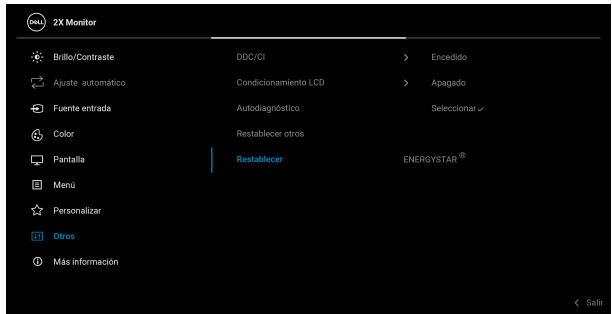 DELL 2X Monitor
Brillo/Contraste DDC/CI > Encedido
Ajuste automático Condicionamiento LCD > Apagado
Fuente entrada Autodiagnóstico Seleccionar ✓
Color Restablecer otros
Pantalla Restablecer ENERGYSTAR ®
Menú
Personalizar
Otros
Más información
< Salir